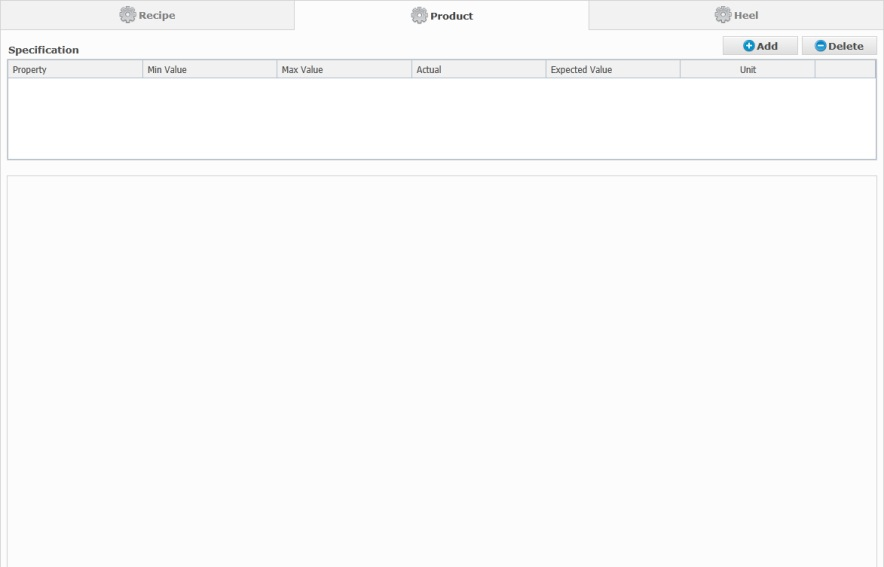 Recipe
Product
Heel
Specification
Add
Delete
Property
Min Value
Max Value
Actual
Expected Value
Unit